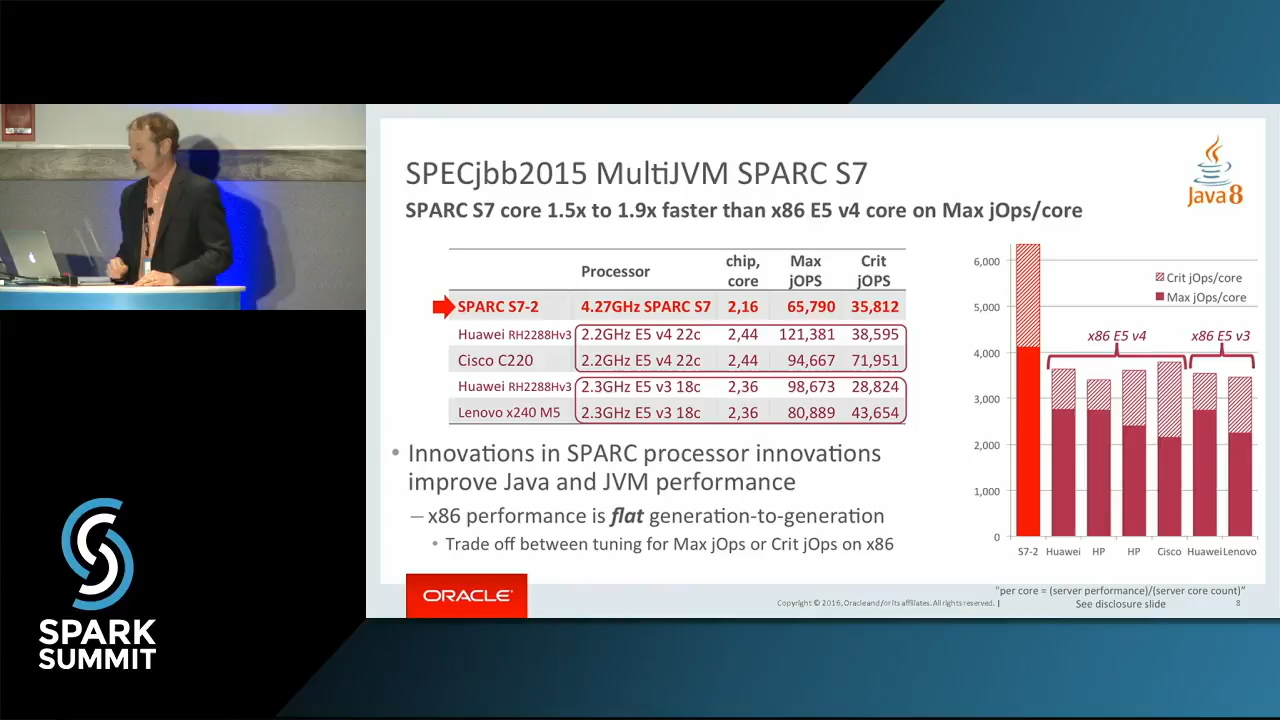 SPECjbb2015 MultiJVM SPARC S7
SPARC S7 core 1.5x to 1.9x faster than x86 E5 v4 core on Max jOps/core
Java 8
Processor chip, core Max jOPS Crit jOPS
SPARC S7-2 4.27GHz SPARC S7 2,16 65,790 35,812
Huawei RH2288Hv3 2.2GHz E5 v4 22c 2,44 121,381 38,595
Cisco C220 2.2GHz E5 v4 22c 2,44 94,667 71,951
Huawei RH2288Hv3 2.3GHz E5 v3 18c 2,36 98,673 28,824
Lenovo x240 M5 2.3GHz E5 v3 18c 2,36 80,889 43,654
• Innovations in SPARC processor innovations
improve Java and JVM performance
– x86 performance is flat generation-to-generation
• Trade off between tuning for Max jOps or Crit jOps on x86
6,000
5,000
4,000
3,000
2,000
1,000
0
Crit jOps/core
Max jOps/core
x86 E5 v4 x86 E5 v3
S7-2 Huawei HP HP Cisco Huawei Lenovo
ORACLE
Copyright © 2016, Oracle and/or its affiliates. All rights reserved. |
"per core = (server performance)/(server core count)”
See disclosure slide
8
SPARK
SUMMIT